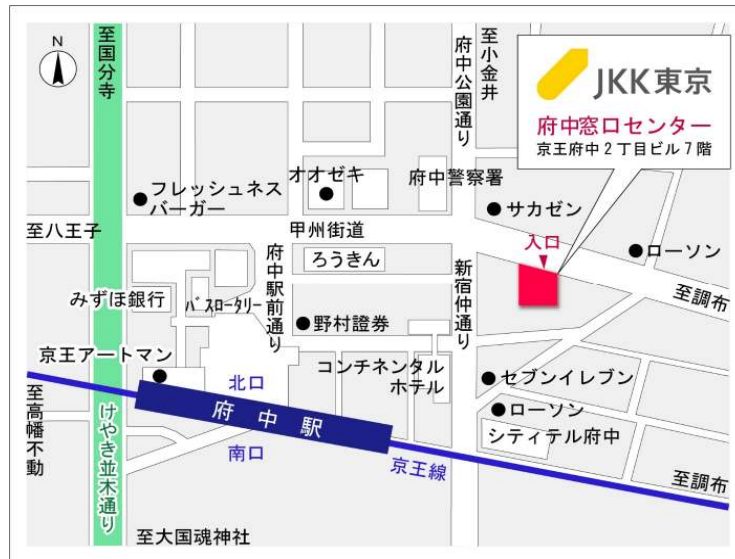 N
至国分寺
府中公園通り
至小金井
JKK東京
府中窓口センター
京王府中2丁目ビル7階
フレッシュネス
バーガー
オオゼキ
府中警察署
サカゼン
至八王子
甲州街道
入口
ローソン
ろうきん
府中駅前通り
新宿仲通り
至調布
みずほ銀行
バスロータリー
野村證券
京王アートマン
コンチネンタル
ホテル
セブンイレブン
北口
府中駅
ローソン
シティテル府中
至高幡不動
けやき並木通り
南口
京王線
至調布
至大国魂神社